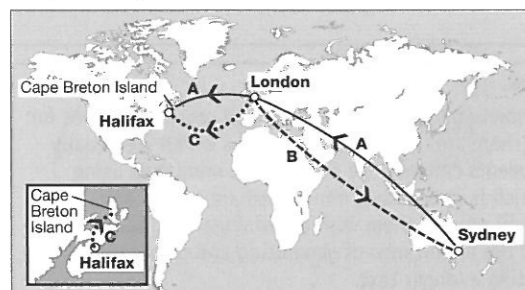 London
Cape Breton Island
A
A
Halifax
C
B
Cape
Breton
Island
C
Halifax
Sydney